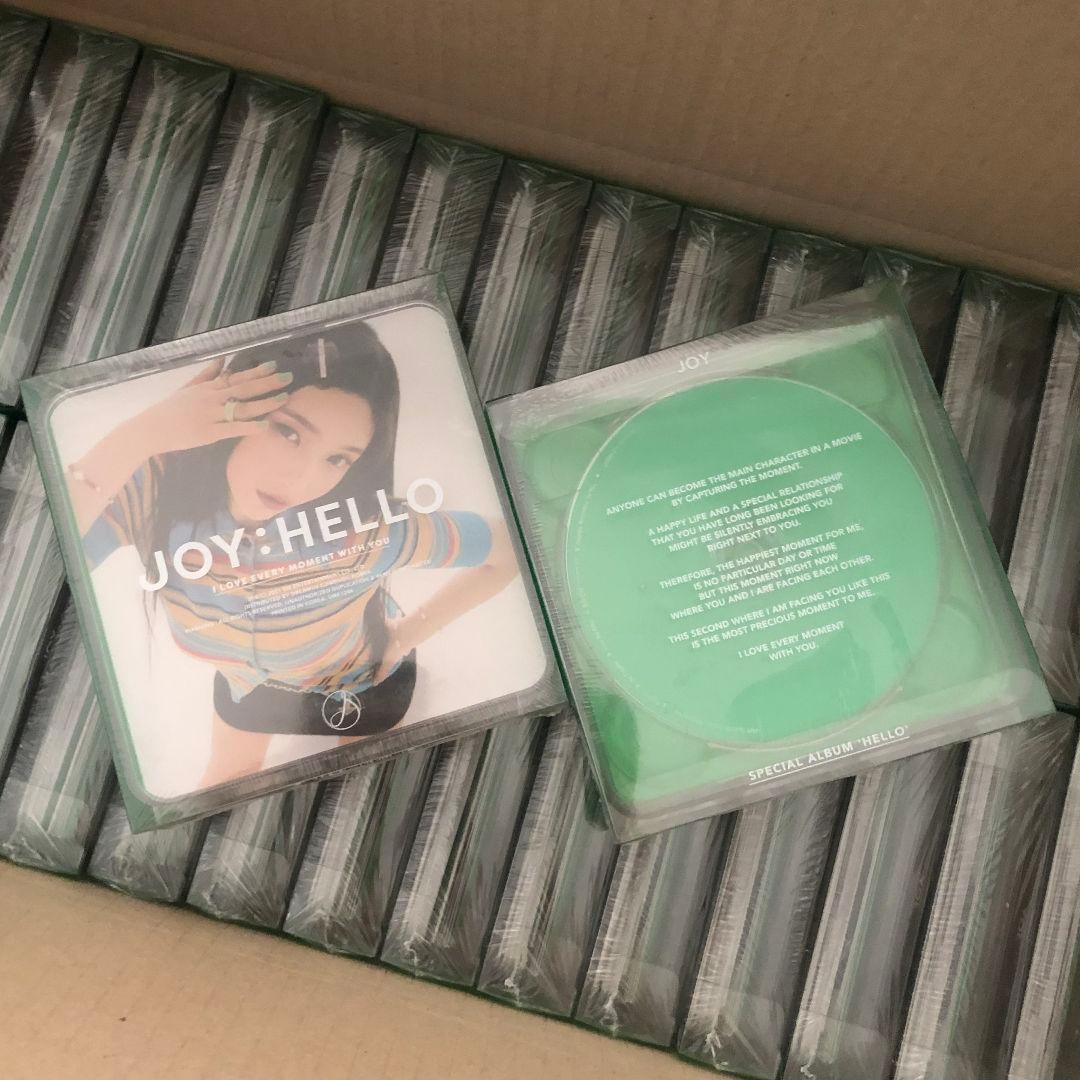 JOY:HELLO
I LOVE EVERY MOMENT WITH YOU
PRINTED IN KOREA.
JOY
ANYONE CAN BECOME THE MAIN CHARACTER IN A MOVIE
BY CAPTURING THE MOMENT.
A HAPPY LIFE AND A SPECIAL RELATIONSHIP
THAT YOU HAVE LONG BEEN LOOKING FOR
MIGHT BE SILENTLY EMBRACING YOU
RIGHT NEXT TO YOU.
THEREFORE, THE HAPPIEST MOMENT FOR ME,
IS NO PARTICULAR DAY OR TIME
BUT THIS MOMENT RIGHT NOW
WHERE YOU AND I ARE FACING EACH OTHER.
THIS SECOND WHERE I AM FACING YOU LIKE THIS
IS THE MOST PRECIOUS MOMENT TO ME.
I LOVE EVERY MOMENT
WITH YOU.
SPECIAL ALBUM 'HELLO'